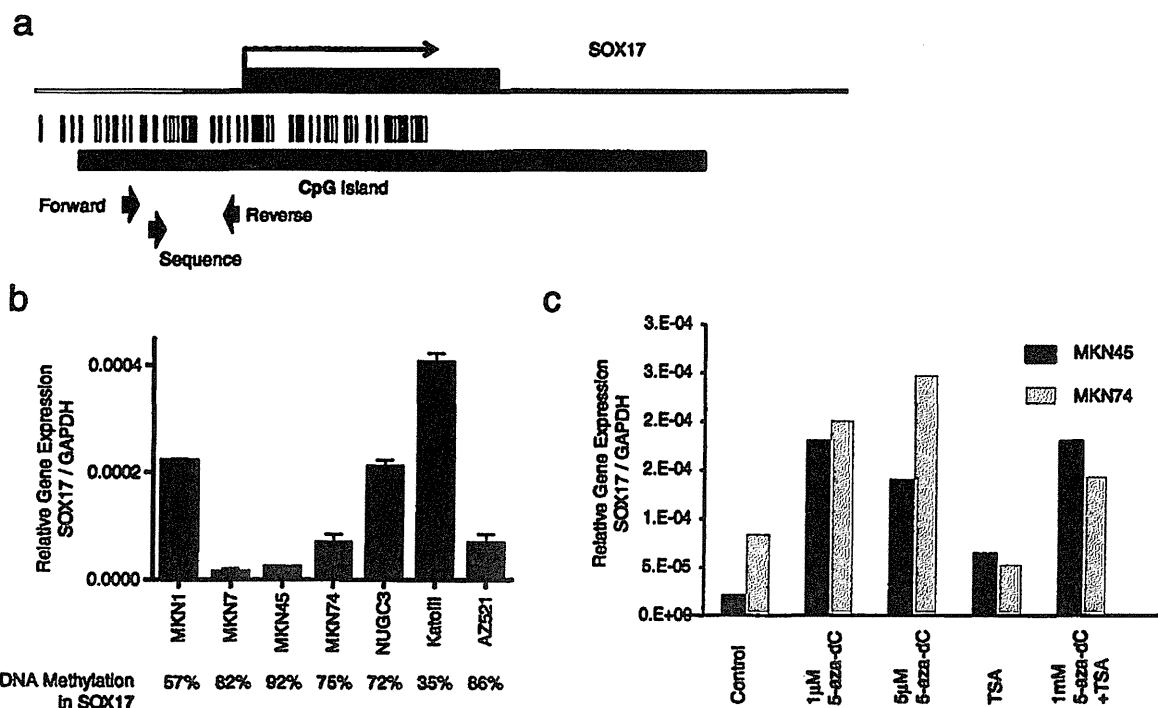 a
SOX17
CpG Island
Forward
Reverse
Sequence
b
Relative Gene Expression
SOX17 / GAPDH
0.0004
0.0002
0.0000
MKN1
MKN7
MKN45
MKN74
NUGC3
KatoIII
AZ521
DNA Methylation
in SOX17
57%
82%
92%
75%
72%
35%
86%
c
Relative Gene Expression
SOX17 / GAPDH
3.E-04
3.E-04
2.E-04
2.E-04
1.E-04
5.E-05
0.E+00
MKN45
MKN74
Control
1µM
5-aza-dC
5µM
5-aza-dC
TSA
1mM
5-aza-dC
+TSA